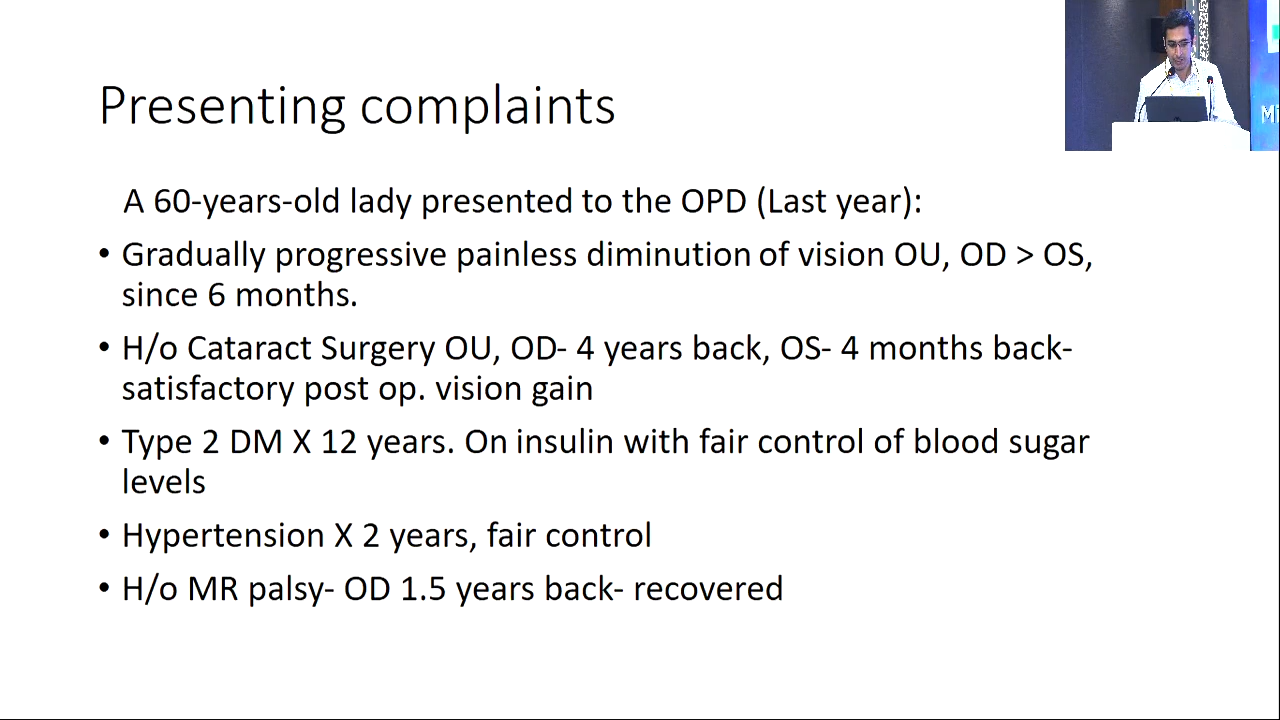 Presenting complaints
A 60-years-old lady presented to the OPD (Last year):
• Gradually progressive painless diminution of vision OU, OD > OS,
since 6 months.
• H/o Cataract Surgery OU, OD- 4 years back, OS- 4 months back-
satisfactory post op. vision gain
• Type 2 DM X 12 years. On insulin with fair control of blood sugar
levels
• Hypertension X 2 years, fair control
• H/o MR palsy- OD 1.5 years back- recovered